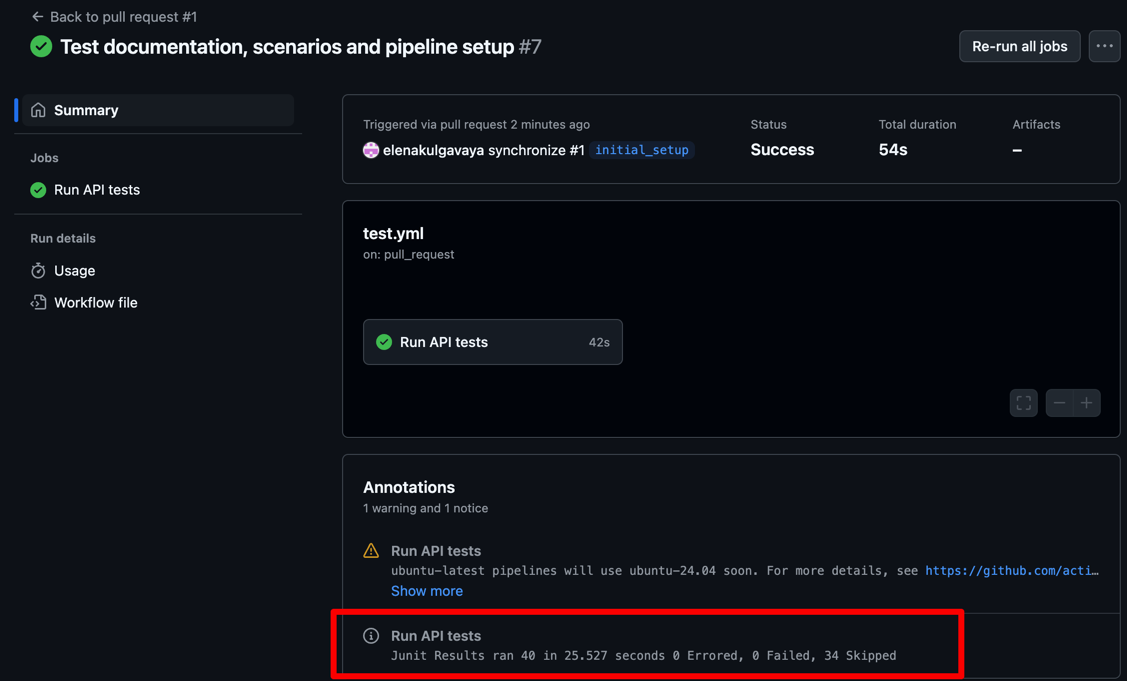 Back to pull request #1
Test documentation, scenarios and pipeline setup #7
Re-run all jobs
Summary
Jobs
Run API tests
Run details
Usage
Workflow file
Triggered via pull request 2 minutes ago
elenakulgavaya synchronize #1 initial_setup
Status
Success
Total duration
54s
Artifacts
–
test.yml
on: pull_request
Run API tests 42s
Annotations
1 warning and 1 notice
Run API tests
ubuntu-latest pipelines will use ubuntu-24.04 soon. For more details, see https://github.com/acti…
Show more
Run API tests
Junit Results ran 40 in 25.527 seconds 0 Errored, 0 Failed, 34 Skipped